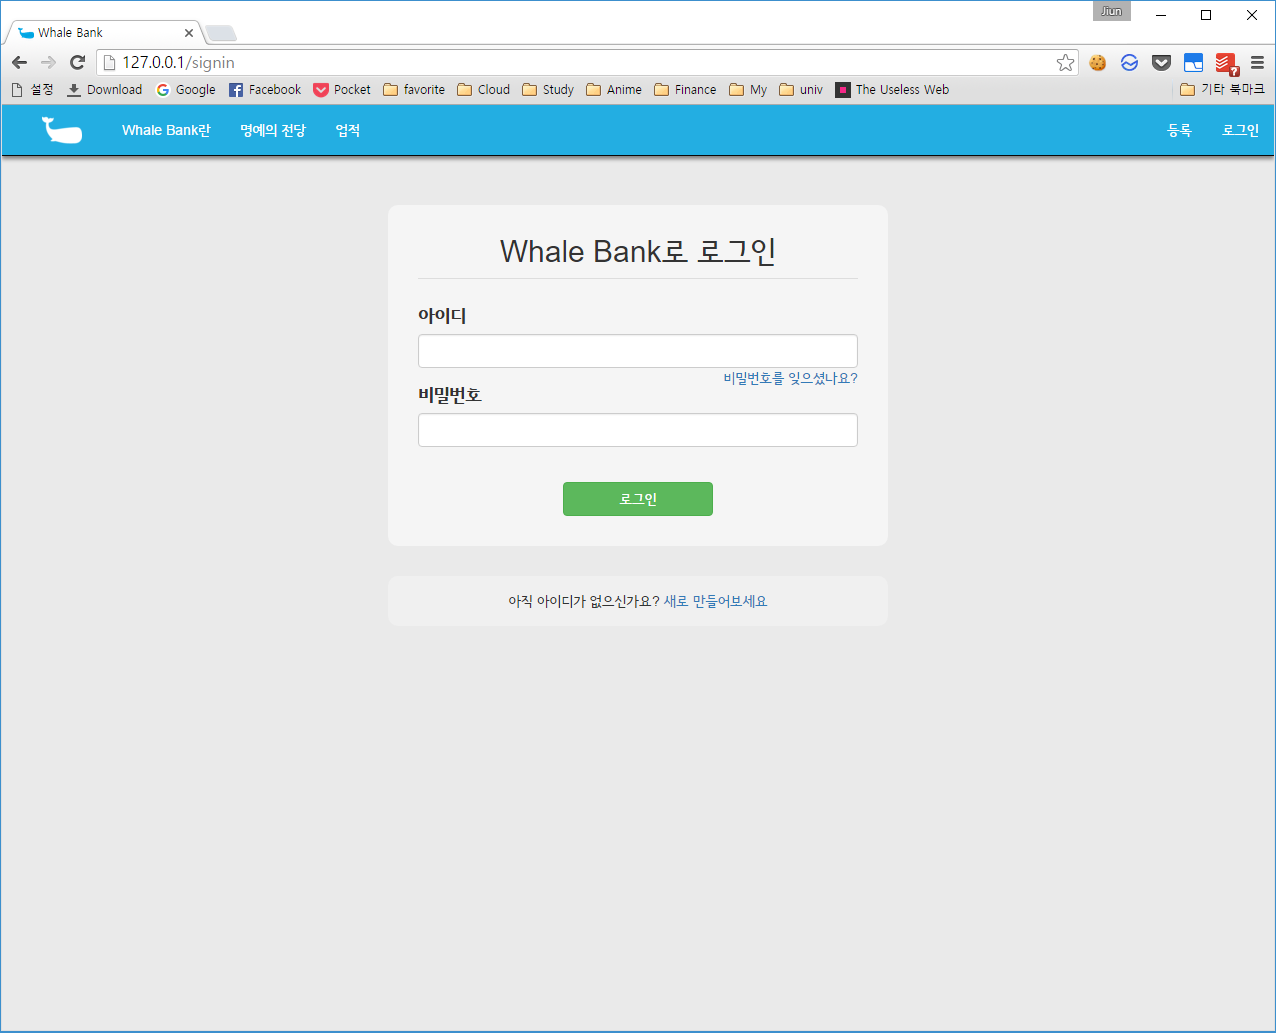 Jiun
Whale Bank
127.0.0.1/signin
설정 Download Google Facebook Pocket favorite Cloud Study Anime Finance My univ The Useless Web 기타 북마크
Whale Bank란 명예의 전당 업적 등록 로그인
Whale Bank로 로그인
아이디
비밀번호를 잊으셨나요?
비밀번호
로그인
아직 아이디가 없으신가요? 새로 만들어보세요